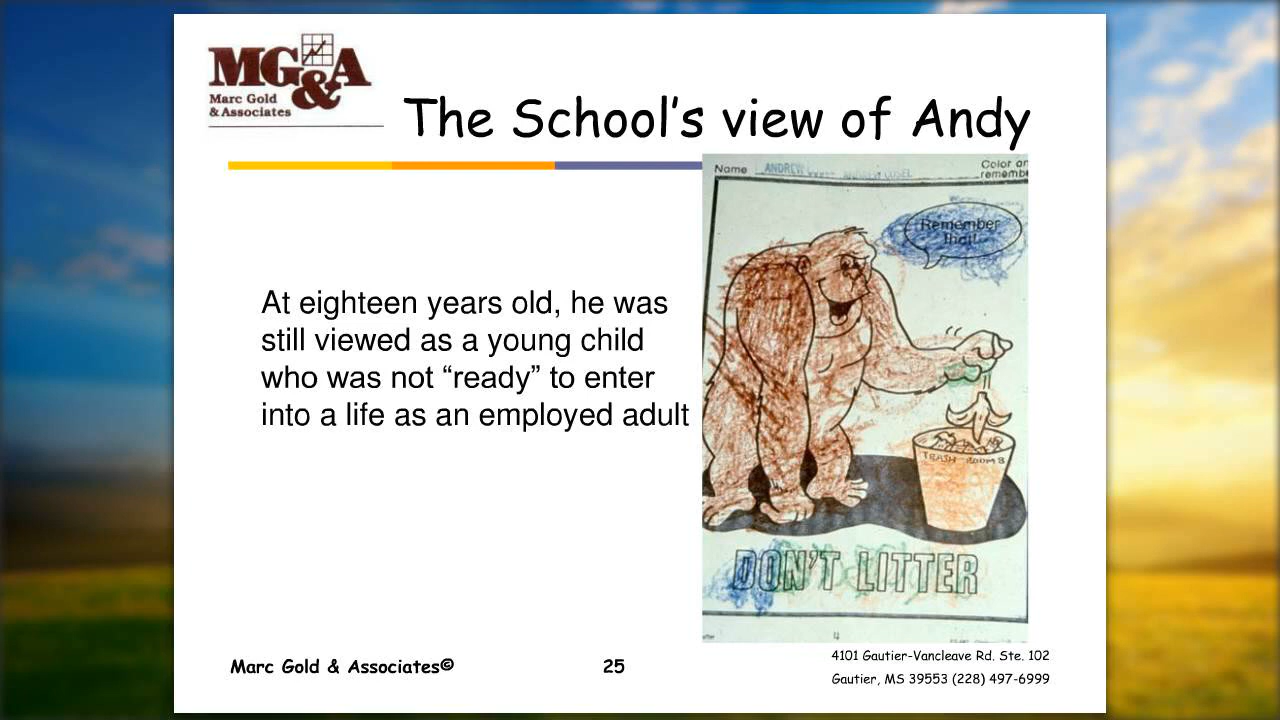 MG&A
Marc Gold
& Associates
The School's view of Andy
At eighteen years old, he was
still viewed as a young child
who was not “ready” to enter
into a life as an employed adult
Name ANDREW
Color
remember
Remember
that!
TRASH
DON'T LITTER
Marc Gold & Associates©
25
4101 Gautier-Vancleave Rd. Ste. 102
Gautier, MS 39553 (228) 497-6999